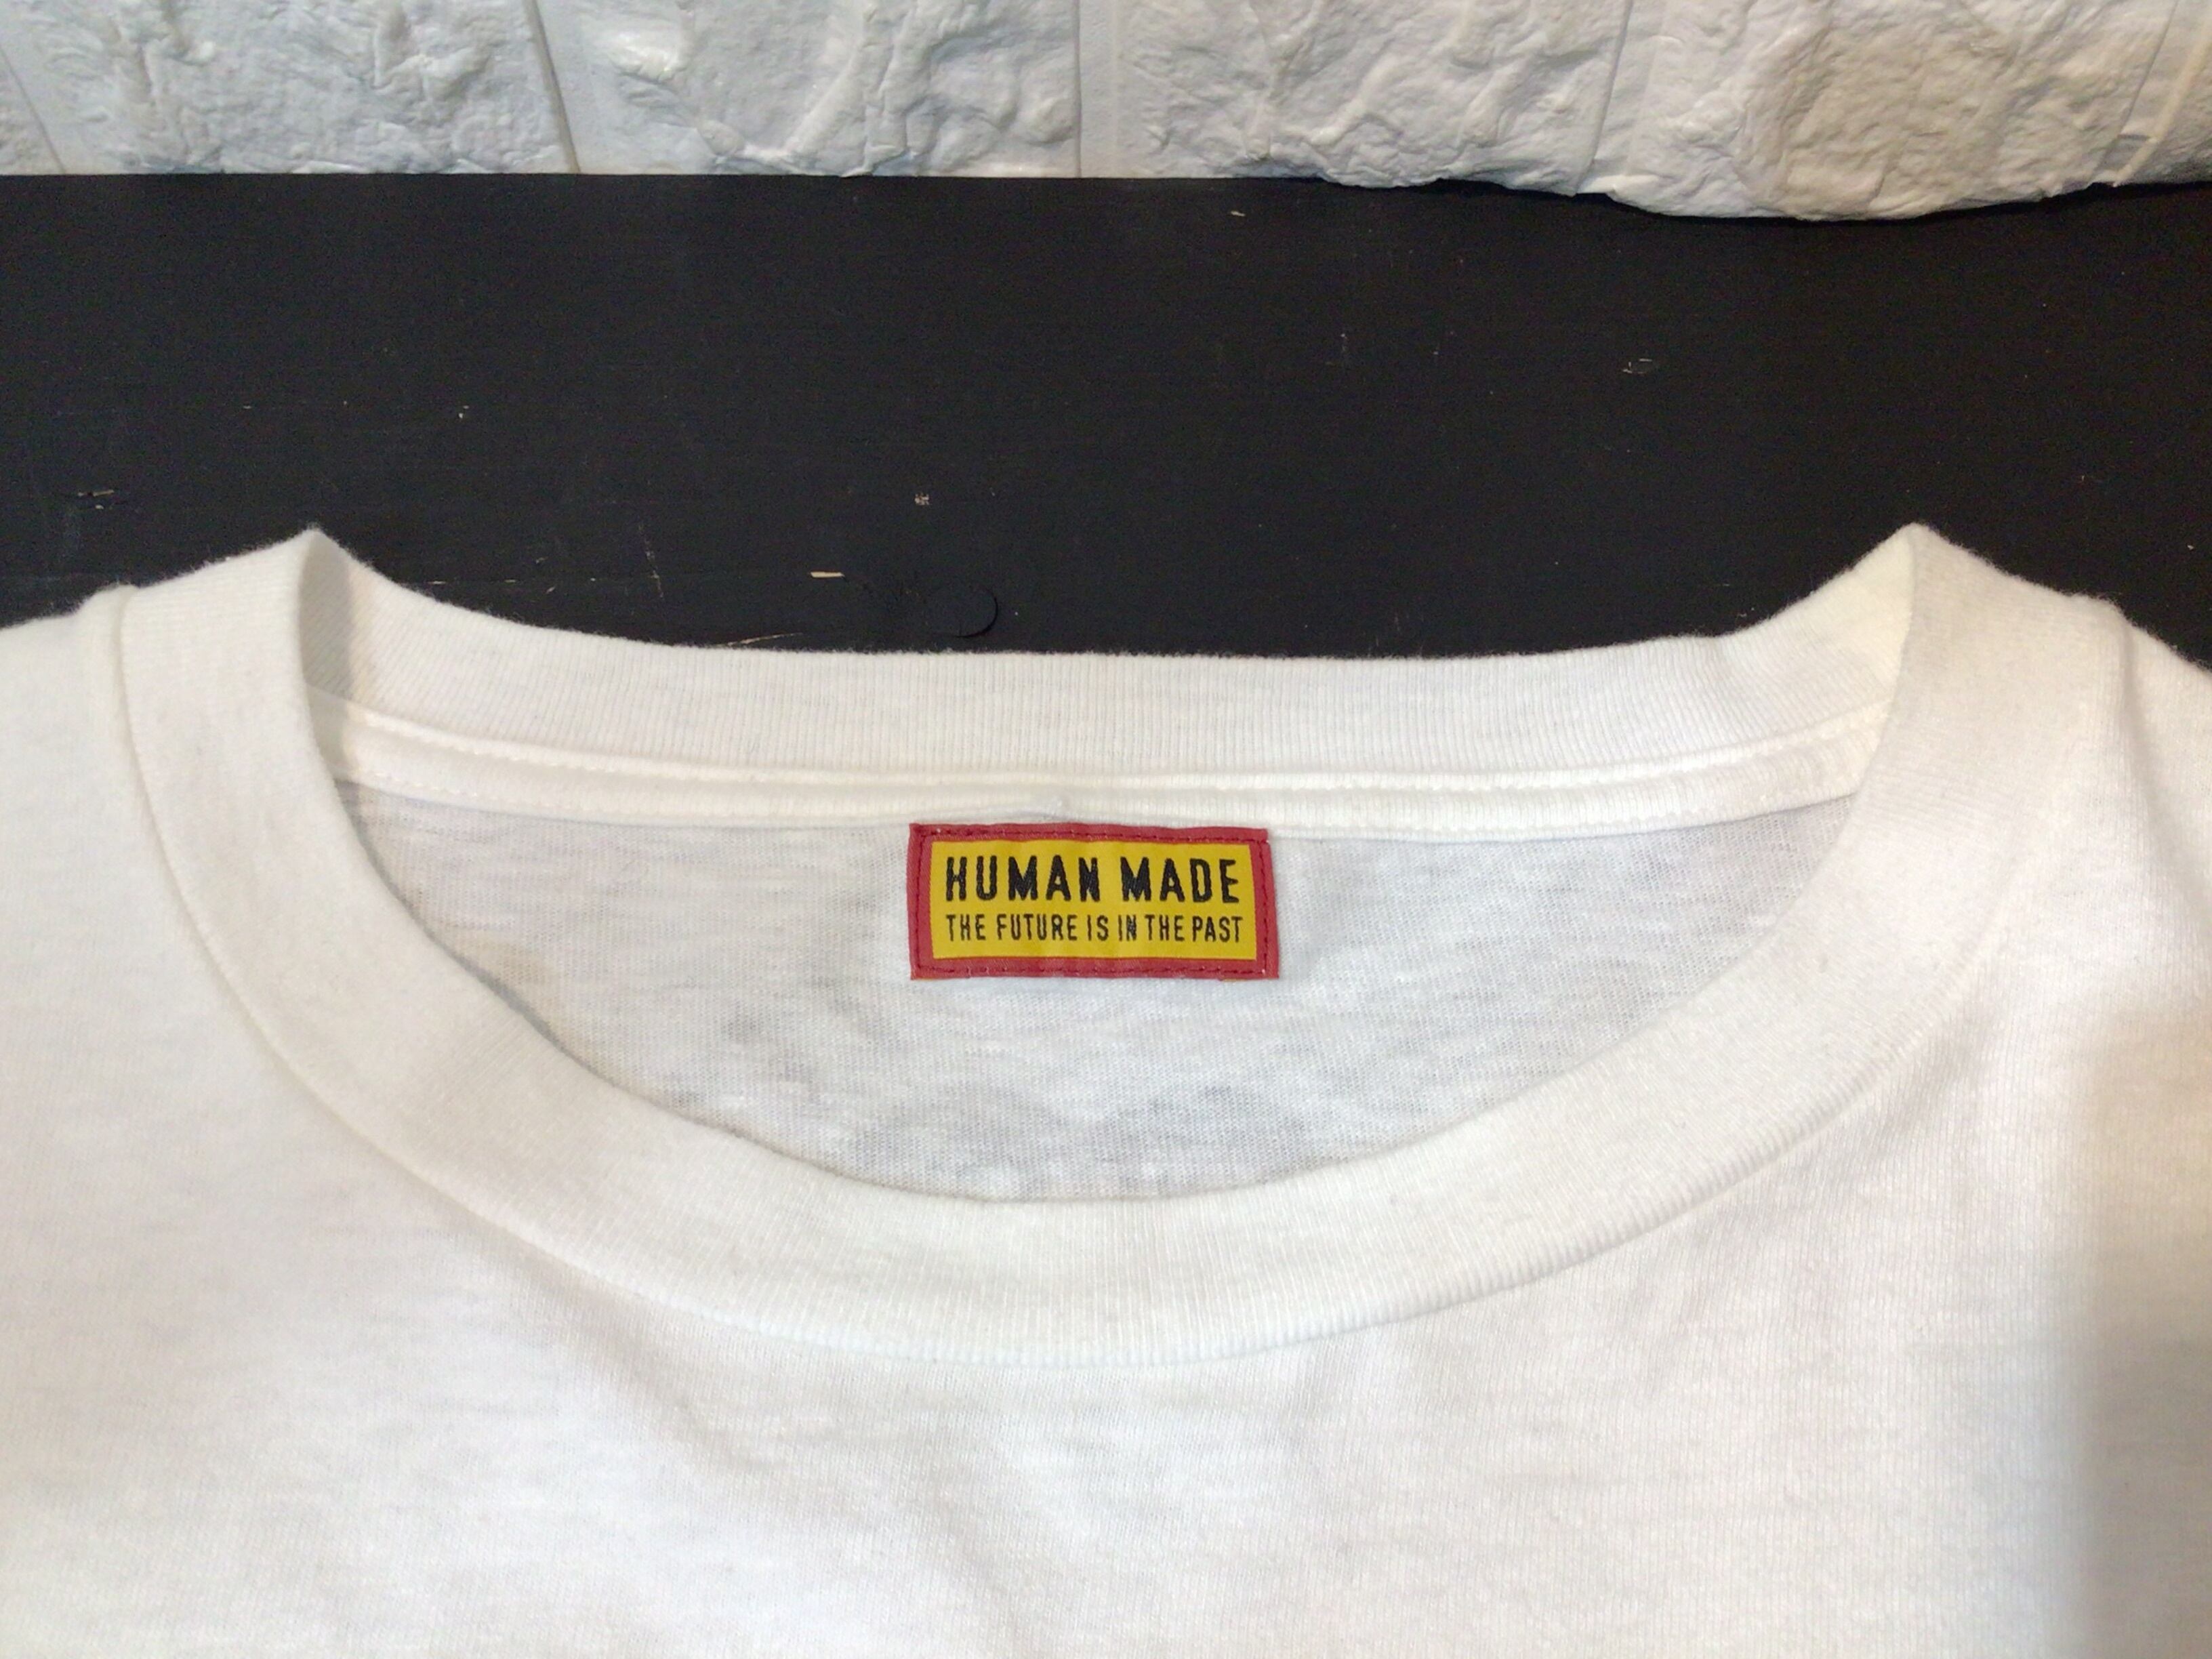 HUMAN MADE
THE FUTURE IS IN THE PAST